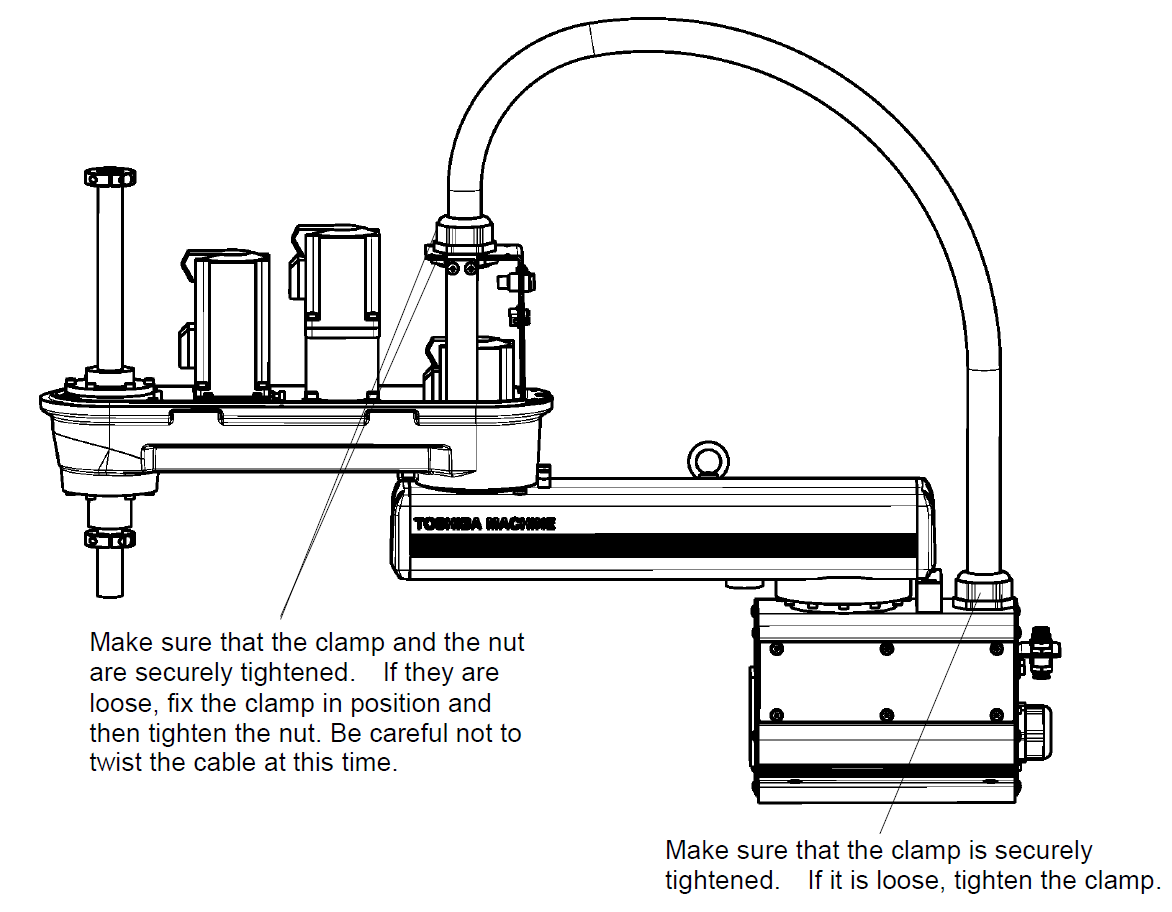 TOSHIBA MACHINE
Make sure that the clamp and the nut
are securely tightened. If they are
loose, fix the clamp in position and
then tighten the nut. Be careful not to
twist the cable at this time.
Make sure that the clamp is securely
tightened. If it is loose, tighten the clamp.